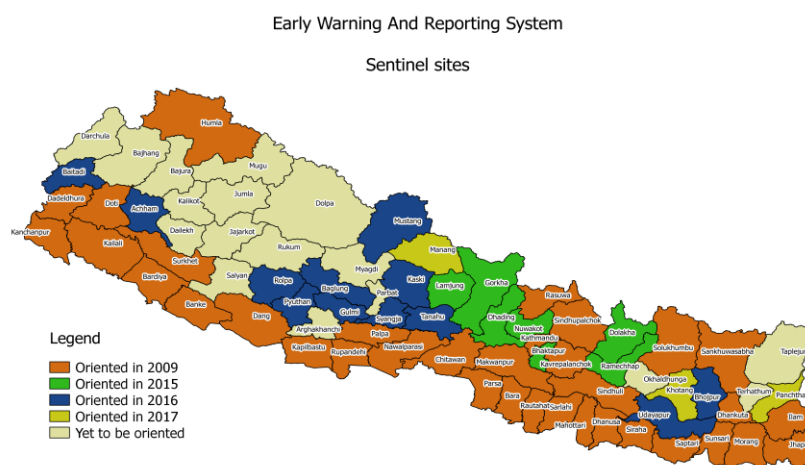 Early Warning And Reporting System
Sentinel sites
Humla
Darchula
Bajhang
Mugu
Bajura
Baitadi
Dadeldhura
Doti
Achham
Kalikot
Jumla
Dolpa
Mustang
Kanchanpur
Kailali
Dailekh
Jajarkot
Rukum
Manang
Surkhet
Bardiya
Salyan
Rolpa
Myagdi
Kaski
Lamjung
Gorkha
Rasuwa
Baglung
Parbat
Banke
Pyuthan
Gulmi
Syangja
Tanahu
Dhading
Nuwakot
Sindhupalchok
Dolakha
Dang
Arghakhanchi
Palpa
Kathmandu
Solukhumbu
Sankhuwasabha
Taplejun
Kapilbastu
Rupandehi
Nawalparasi
Bhaktapur
Kavrepalanchok
Ramechhap
Chitawan
Makwanpur
Okhaldhunga
Khotang
Bhojpur
Terhathum
Panchtha
Parsa
Sindhuli
Bara
Rautahat
Sarlahi
Udayapur
Dhankuta
Ilam
Mahottari
Dhanusa
Siraha
Saptari
Sunsari
Morang
Jhap
Legend
Oriented in 2009
Oriented in 2015
Oriented in 2016
Oriented in 2017
Yet to be oriented